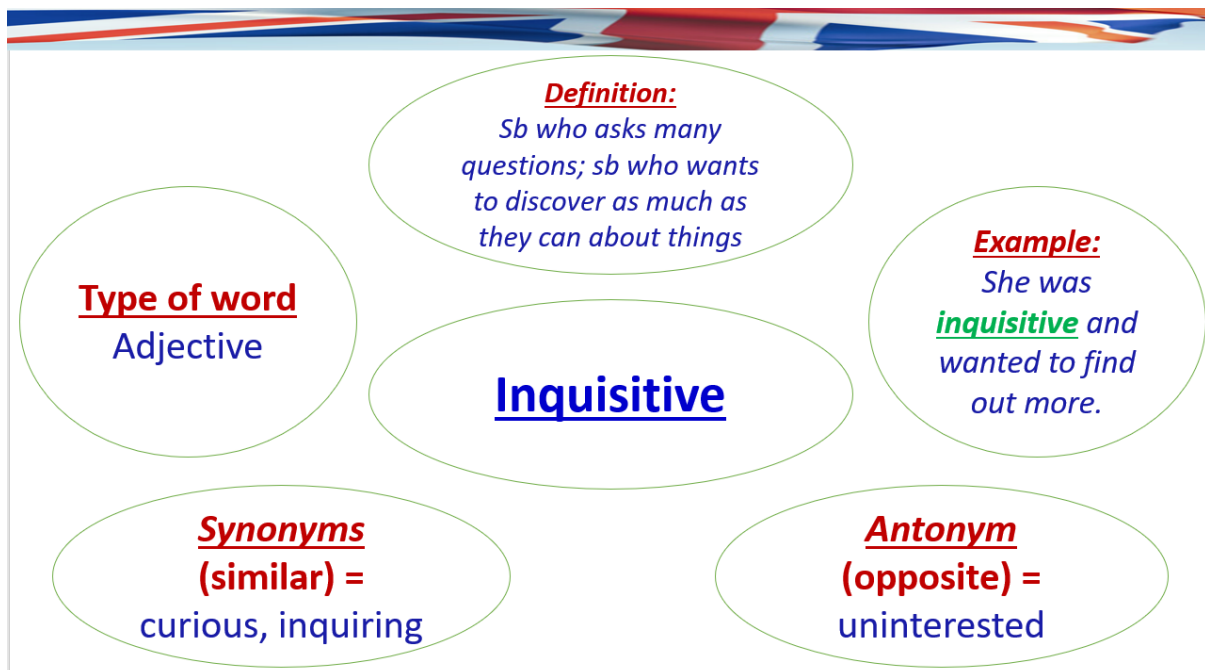 Definition:
Sb who asks many
questions; sb who wants
to discover as much as
they can about things
Type of word
Adjective
Example:
She was
inquisitive and
wanted to find
out more.
Inquisitive
Synonyms
(similar) =
curious, inquiring
Antonym
(opposite) =
uninterested